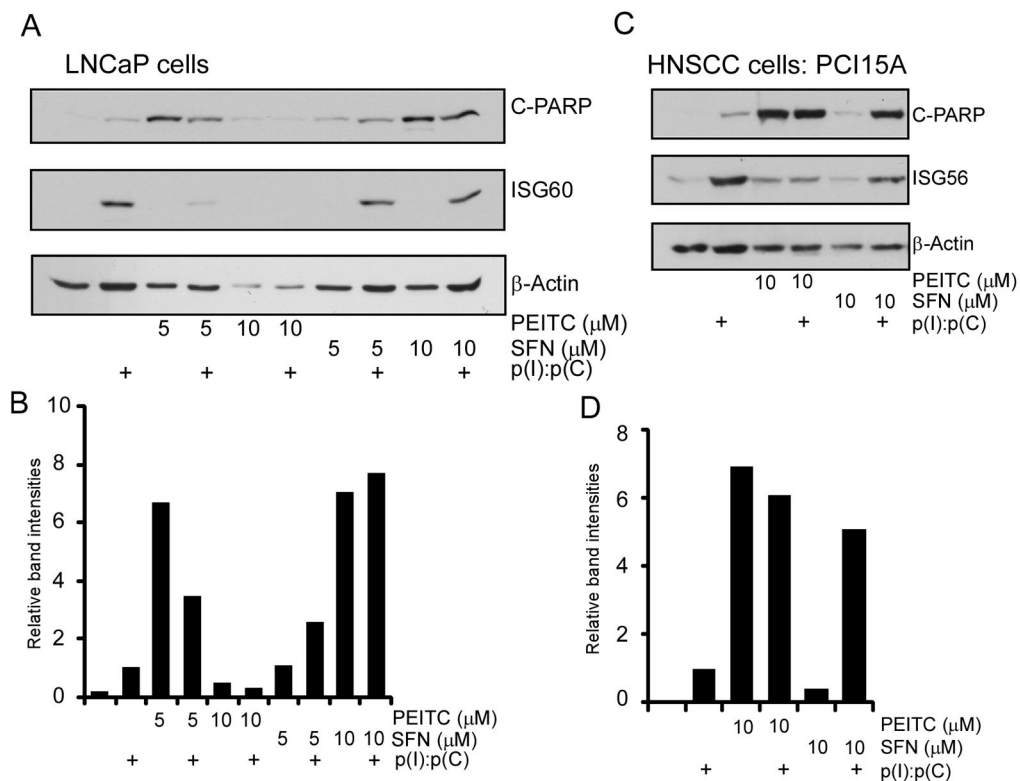 A
LNCaP cells
C-PARP
ISG60
β-Actin
5 5 10 10 PEITC (μM)
5 5 10 10 SFN (μM)
+ + + + + p(I):p(C)
C
HNSCC cells: PCI15A
C-PARP
ISG56
β-Actin
10 10 PEITC (μM)
10 10 SFN (μM)
+ + + p(I):p(C)
B
Relative band intensities
10
8
6
4
2
0
5 5 10 10 PEITC (μM)
5 5 10 10 SFN (μM)
+ + + + + p(I):p(C)
D
Relative band intensities
8
6
4
2
0
10 10 PEITC (μM)
10 10 SFN (μM)
+ + + p(I):p(C)